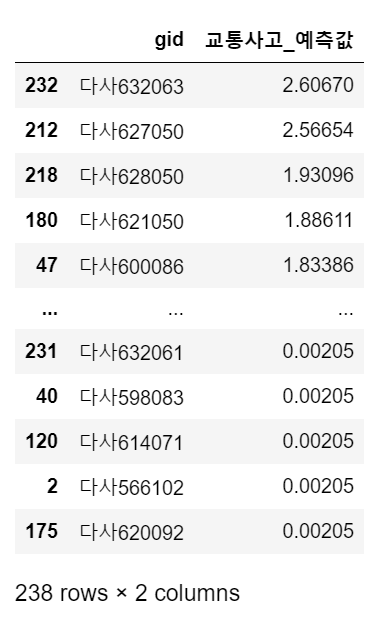 gid 교통사고_예측값
232 다사632063 2.60670
212 다사627050 2.56654
218 다사628050 1.93096
180 다사621050 1.88611
47 다사600086 1.83386
... ... ...
231 다사632061 0.00205
40 다사598083 0.00205
120 다사614071 0.00205
2 다사566102 0.00205
175 다사620092 0.00205
238 rows × 2 columns